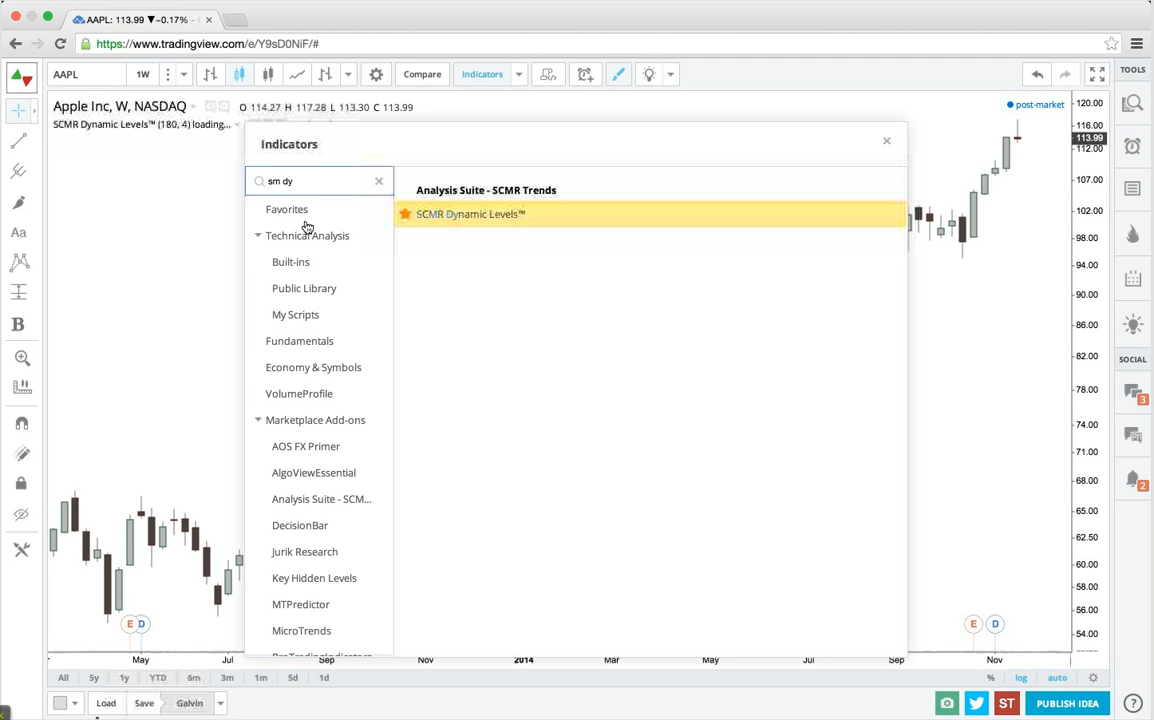 AAPL: 113.99 ▼−0.17% -
https://www.tradingview.com/e/Y9sD0NiF/#
AAPL 1W Compare Indicators
TOOLS
Apple Inc, W, NASDAQ O 114.27 H 117.28 L 113.30 C 113.99
post-market
SCMR Dynamic Levels™ (180, 4) loading...
Indicators
sm dy
Analysis Suite - SCMR Trends
SCMR Dynamic Levels™
Favorites
Technical Analysis
Built-ins
Public Library
My Scripts
Fundamentals
Economy & Symbols
VolumeProfile
Marketplace Add-ons
AOS FX Primer
AlgoViewEssential
Analysis Suite - SCM...
DecisionBar
Jurik Research
Key Hidden Levels
MTPredictor
MicroTrends
120.00
116.00
113.99
112.00
107.00
102.00
98.00
94.00
90.00
86.00
82.00
78.00
74.00
71.00
68.00
65.00
62.50
60.00
58.00
56.00
54.00
SOCIAL
3
2
Aa
B
E D E D
May Jul Sep Nov 2014 Mar May Jul Sep Nov
All 5y 1y YTD 6m 3m 1m 5d 1d % log auto
Load Save Galvin ST PUBLISH IDEA ?